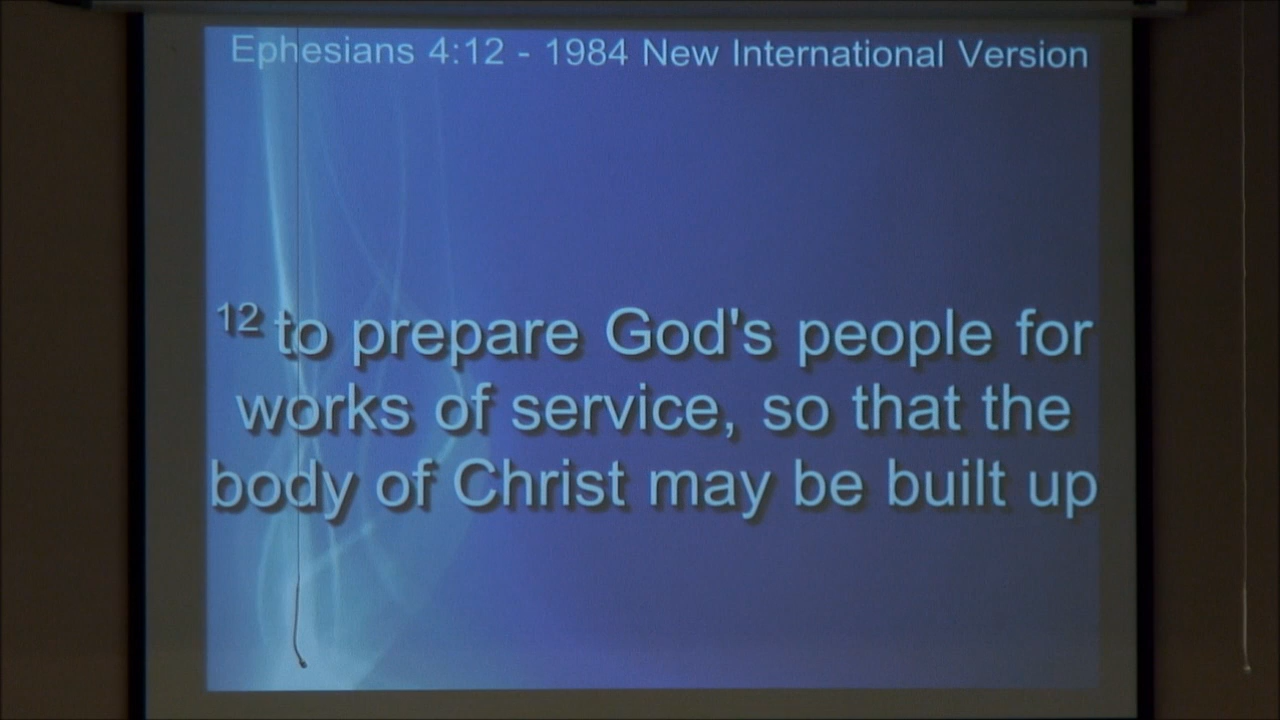 Ephesians 4:12 - 1984 New International Version
12 to prepare God's people for
works of service, so that the
body of Christ may be built up